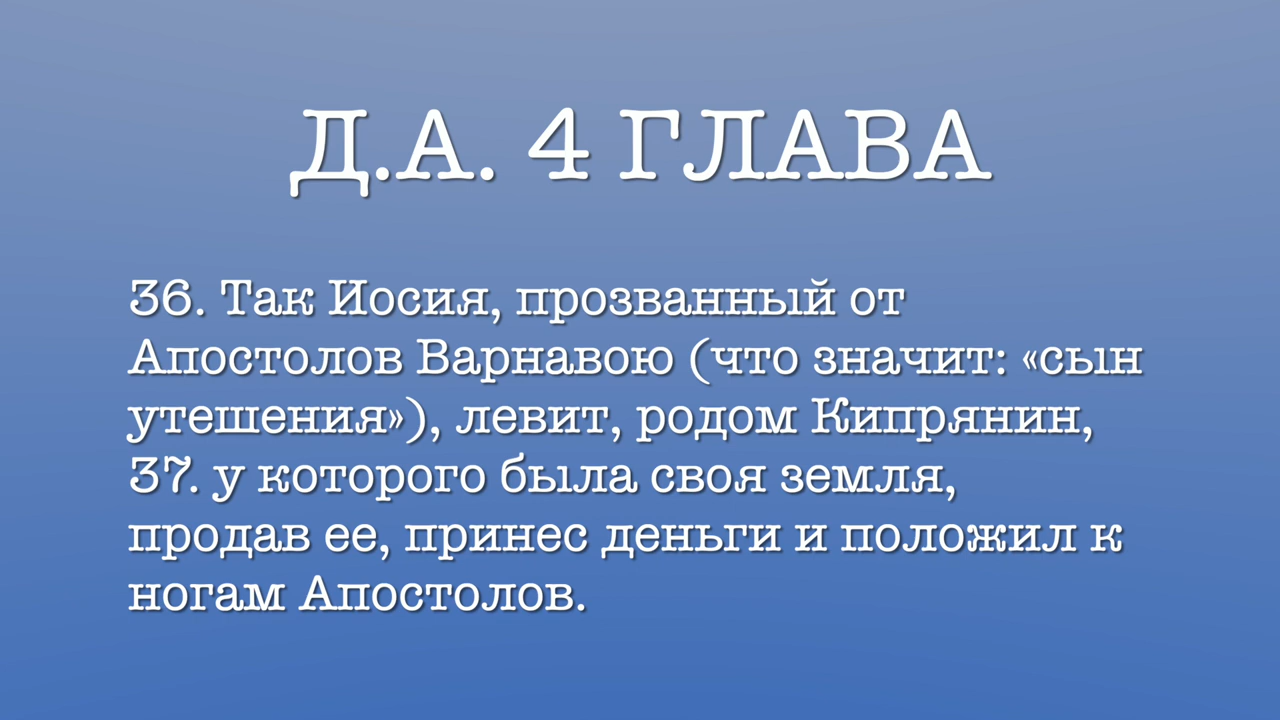 Д.А. 4 ГЛАВА
36. Так Иосия, прозванный от
Апостолов Варнавою (что значит: «сын
утешения»), левит, родом Кипрянин,
37. у которого была своя земля,
продав ее, принес деньги и положил к
ногам Апостолов.